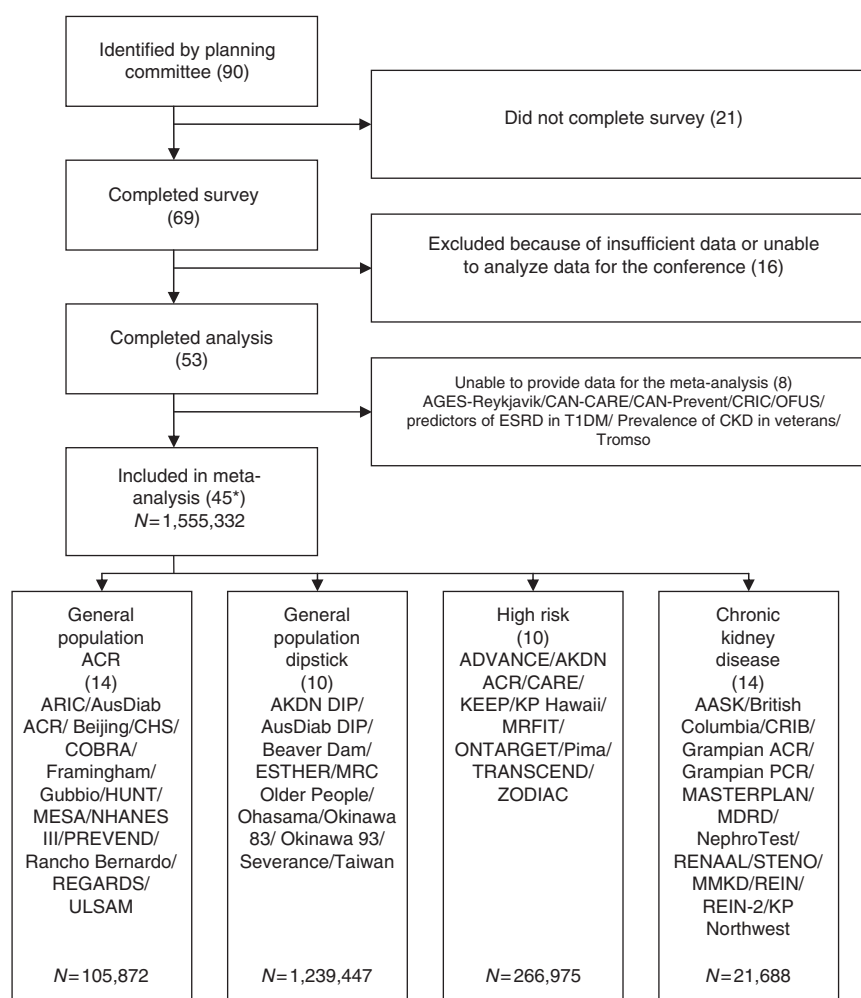 Identified by planning
committee (90)
Did not complete survey (21)
Completed survey
(69)
Excluded because of insufficient data or unable
to analyze data for the conference (16)
Completed analysis
(53)
Unable to provide data for the meta-analysis (8)
AGES-Reykjavik/CAN-CARE/CAN-Prevent/CRIC/OFUS/
predictors of ESRD in T1DM/ Prevalence of CKD in veterans/
Tromso
Included in meta-
analysis (45*)
N=1,555,332
General
population
ACR
(14)
ARIC/AusDiab
ACR/ Beijing/CHS/
COBRA/
Framingham/
Gubbio/HUNT/
MESA/NHANES
III/PREVEND/
Rancho Bernardo/
REGARDS/
ULSAM
N=105,872
General
population
dipstick
(10)
AKDN DIP/
AusDiab DIP/
Beaver Dam/
ESTHER/MRC
Older People/
Ohasama/Okinawa
83/ Okinawa 93/
Severance/Taiwan
N=1,239,447
High risk
(10)
ADVANCE/AKDN
ACR/CARE/
KEEP/KP Hawaii/
MRFIT/
ONTARGET/Pima/
TRANSCEND/
ZODIAC
N=266,975
Chronic
kidney
disease
(14)
AASK/British
Columbia/CRIB/
Grampian ACR/
Grampian PCR/
MASTERPLAN/
MDRD/
NephroTest/
RENAAL/STENO/
MMKD/REIN/
REIN-2/KP
Northwest
N=21,688